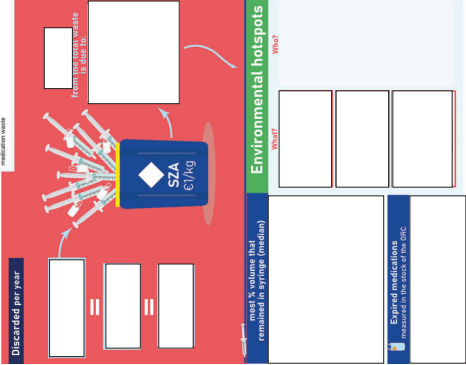 medication waste
Discarded per year
from the total waste
is due to:
SZA
€1/kg
most % volume that
remained in syringe (median)
Expired medications
measured in the stock of the ORC
Environmental hotspots
What?
Who?